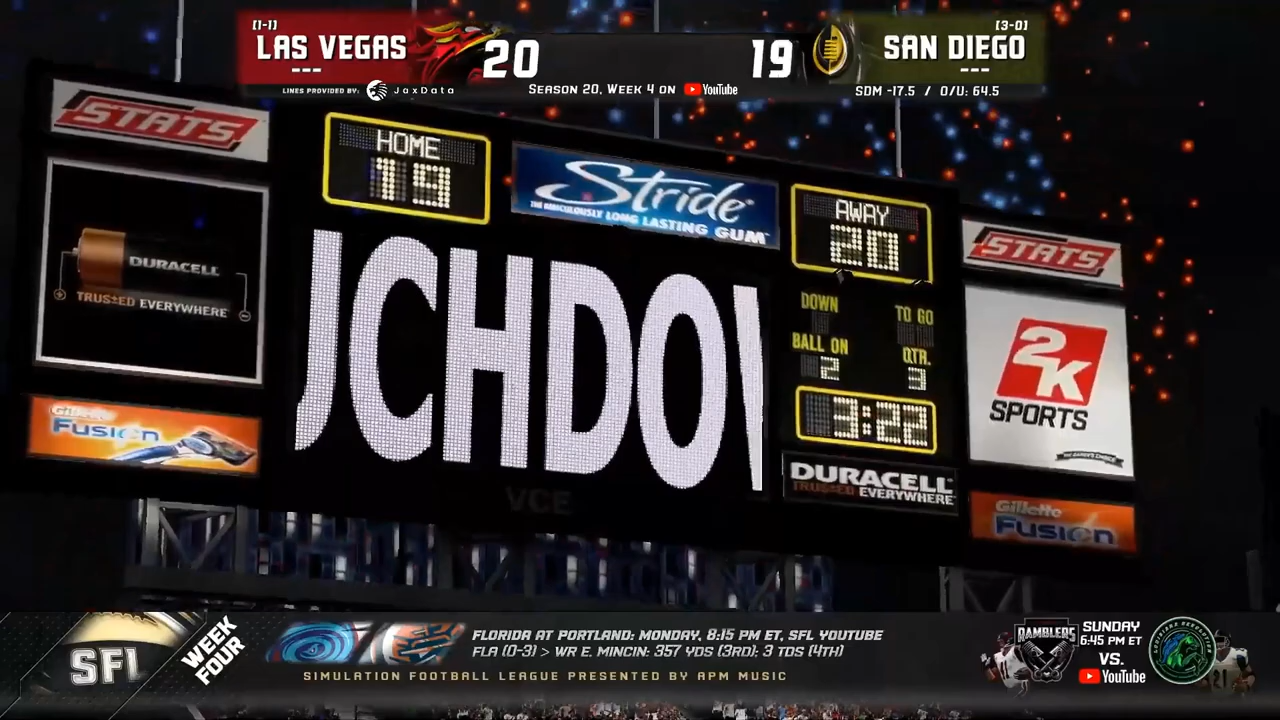 [1-1]
LAS VEGAS
---
20
19
[3-0]
SAN DIEGO
---
LINES PROVIDED BY: JaxData
SEASON 20, WEEK 4 ON YouTube
SDM -17.5 / O/U: 64.5
STATS
HOME
19
Stride
THE RIDICULOUSLY LONG LASTING GUM
AWAY
20
STATS
DURACELL
TRUSTED EVERYWHERE
UCHDOW
DOWN
TO GO
BALL ON
QTR.
2
3
3:22
2K
SPORTS
Gillette
Fusion
DURACELL
TRUSTED EVERYWHERE
VCE
Gillette
Fusion
SFL
WEEK
FOUR
FLORIDA AT PORTLAND: MONDAY, 8:15 PM ET, SFL YOUTUBE
FLA (0-3) > WR E. MINCIN: 357 YDS (3RD); 3 TDS (4TH)
SIMULATION FOOTBALL LEAGUE PRESENTED BY APM MUSIC
RAMBLERS
SUNDAY
6:45 PM ET
VS.
YouTube
21